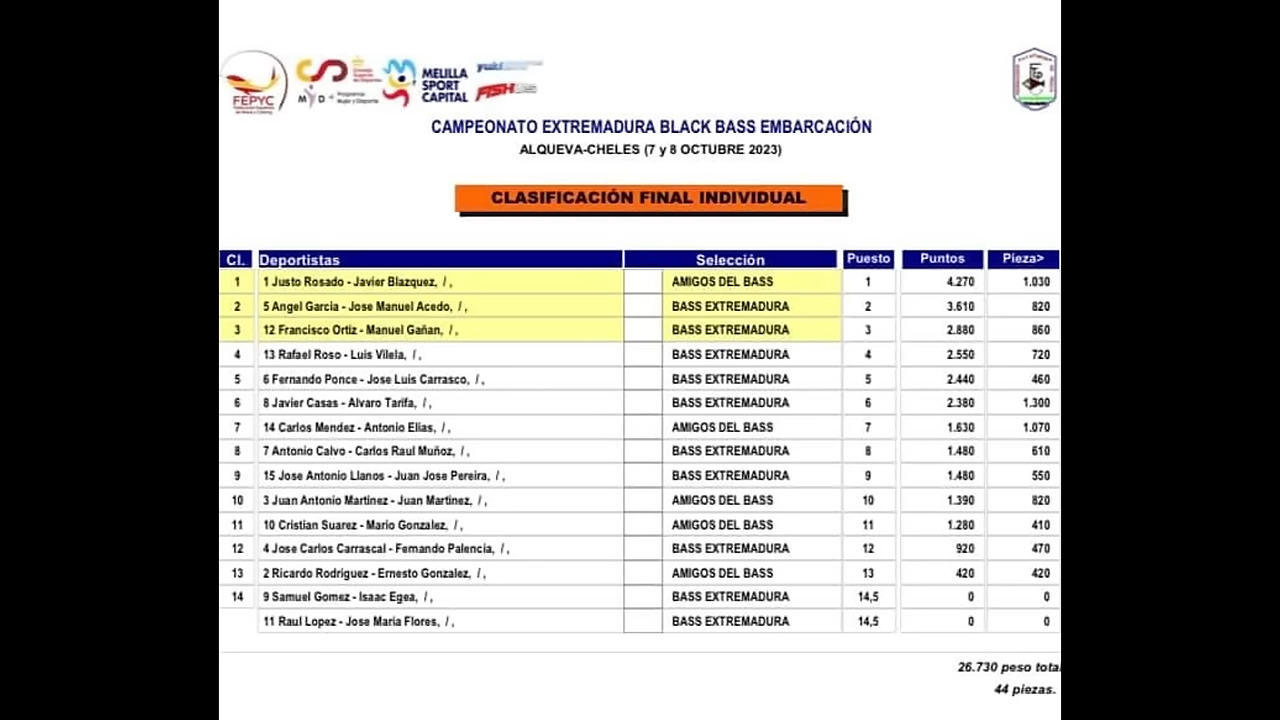 FEPYC
MELILLA
SPORT
CAPITAL
CAMPEONATO EXTREMADURA BLACK BASS EMBARCACIÓN
ALQUEVA-CHELES (7 y 8 OCTUBRE 2023)
CLASIFICACIÓN FINAL INDIVIDUAL
Cl. Deportistas Selección Puesto Puntos Pieza>
1 1 Justo Rosado - Javier Blazquez, / , AMIGOS DEL BASS 1 4.270 1.030
2 5 Angel Garcia - Jose Manuel Acedo, / , BASS EXTREMADURA 2 3.610 820
3 12 Francisco Ortiz - Manuel Gañan, / , BASS EXTREMADURA 3 2.880 860
4 13 Rafael Roso - Luis Vilela, / , BASS EXTREMADURA 4 2.550 720
5 6 Fernando Ponce - Jose Luis Carrasco, / , BASS EXTREMADURA 5 2.440 460
6 8 Javier Casas - Alvaro Tarifa, / , BASS EXTREMADURA 6 2.380 1.300
7 14 Carlos Mendez - Antonio Elias, / , AMIGOS DEL BASS 7 1.630 1.070
8 7 Antonio Calvo - Carlos Raul Muñoz, / , BASS EXTREMADURA 8 1.480 610
9 15 Jose Antonio Llanos - Juan Jose Pereira, / , BASS EXTREMADURA 9 1.480 550
10 3 Juan Antonio Martinez - Juan Martinez, / , AMIGOS DEL BASS 10 1.390 820
11 10 Cristian Suarez - Mario Gonzalez, / , AMIGOS DEL BASS 11 1.280 410
12 4 Jose Carlos Carrascal - Fernando Palencia, / , BASS EXTREMADURA 12 920 470
13 2 Ricardo Rodriguez - Ernesto Gonzalez, / , AMIGOS DEL BASS 13 420 420
14 9 Samuel Gomez - Isaac Egea, / , BASS EXTREMADURA 14,5 0 0
11 Raul Lopez - Jose Maria Flores, / , BASS EXTREMADURA 14,5 0 0
26.730 peso total
44 piezas.